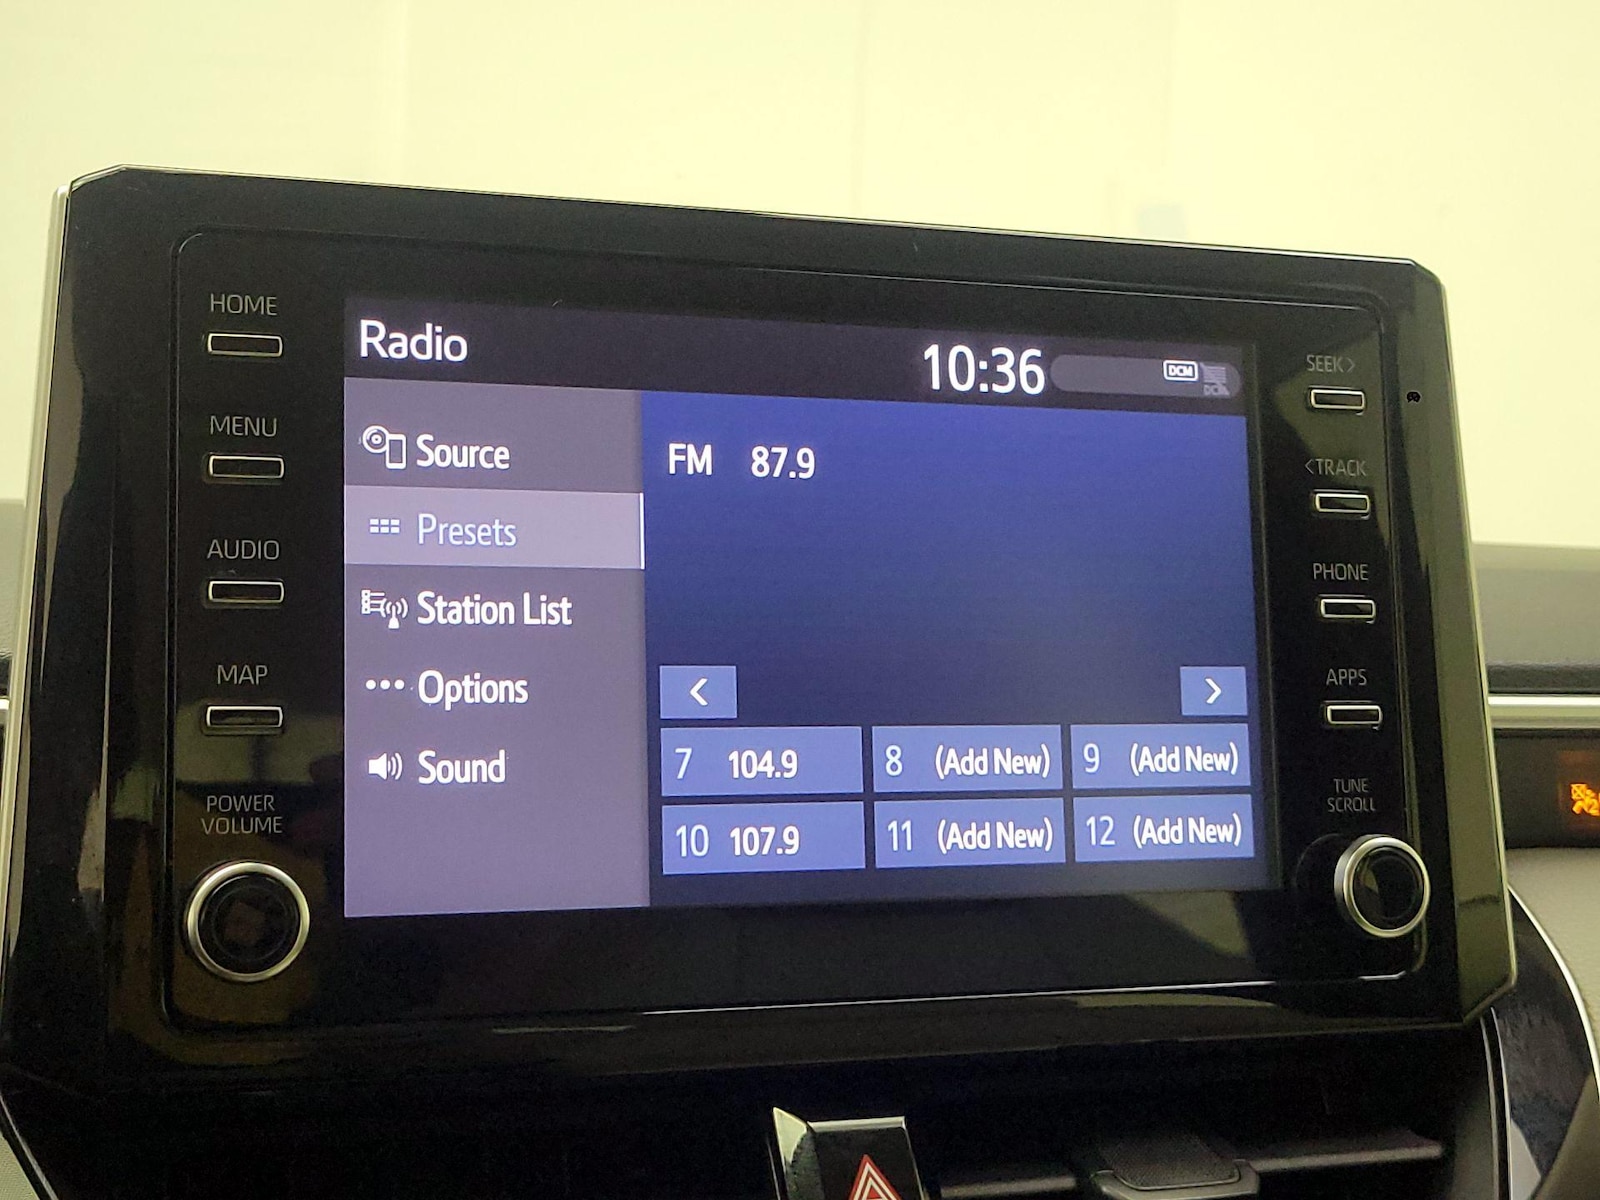 HOME
MENU
AUDIO
MAP
POWER
VOLUME
Radio
10:36
DCM
DCM
Source
Presets
Station List
Options
Sound
FM 87.9
<
>
7 104.9
8 (Add New)
9 (Add New)
10 107.9
11 (Add New)
12 (Add New)
SEEK>
<TRACK
PHONE
APPS
TUNE
SCROLL